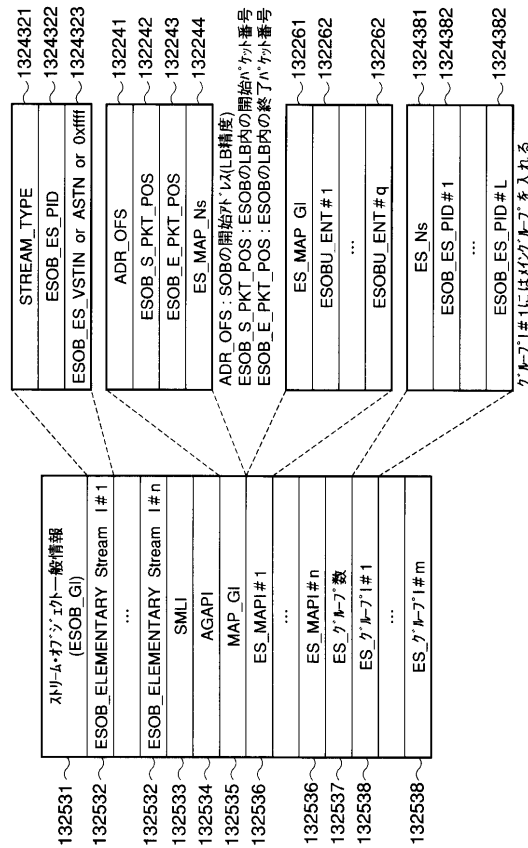 132531
ストリーム・オブジェクト一般情報
(ESOB_GI)
132532
ESOB_ELEMENTARY Stream I#1
…
132532
ESOB_ELEMENTARY Stream I#n
132533
SMLI
132534
AGAPI
132535
MAP_GI
132536
ES_MAPI#1
…
132536
ES_MAPI#n
132537
ES_グループ数
132538
ES_グループI#1
…
132538
ES_グループI#m
STREAM_TYPE
1324321
ESOB_ES_PID
1324322
ESOB_ES_VSTIN or ASTN or 0xffff
1324323
ADR_OFS
132241
ESOB_S_PKT_POS
132242
ESOB_E_PKT_POS
132243
ES_MAP_Ns
132244
ADR_OFS：SOBの開始アドレス(LB精度)
ESOB_S_PKT_POS：ESOBのLB内の開始パケット番号
ESOB_E_PKT_POS：ESOBのLB内の終了パケット番号
ES_MAP GI
132261
ESOBU_ENT#1
132262
…
ESOBU_ENT#q
132262
ES_Ns
1324381
ESOB_ES_PID#1
1324382
…
ESOB_ES_PID#L
1324382
グループI#1にはメイングループを入れる